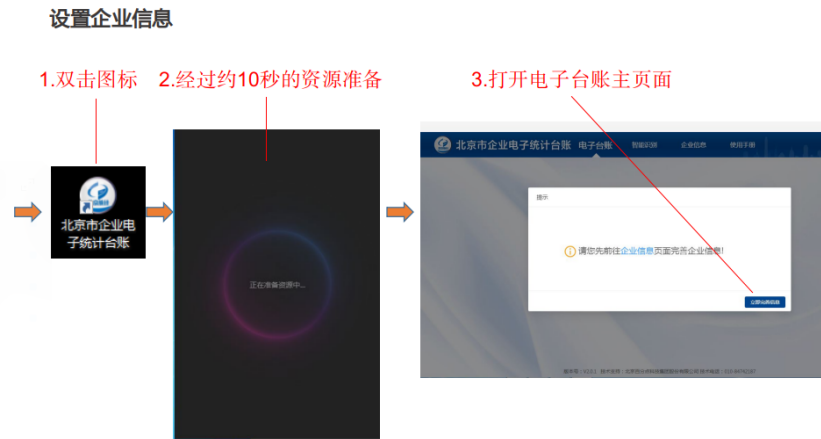 设置企业信息
1.双击图标
2.经过约10秒的资源准备
3.打开电子台账主页面
北京市企业电
子统计台账
正在准备资源中...
北京市企业电子统计台账 电子台账 智能识别 企业信息 使用手册
提示
请您先前往企业信息页面完善企业信息!